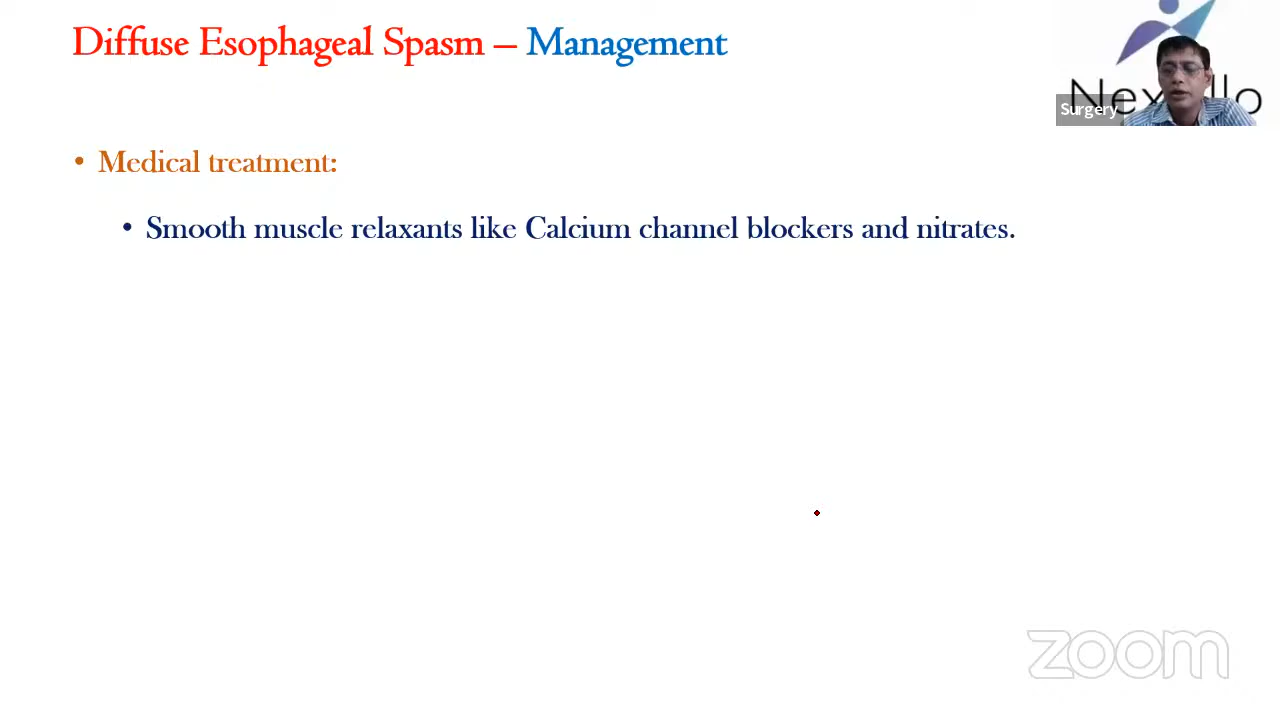 Diffuse Esophageal Spasm – Management
Surgery
• Medical treatment:
• Smooth muscle relaxants like Calcium channel blockers and nitrates.
zoom